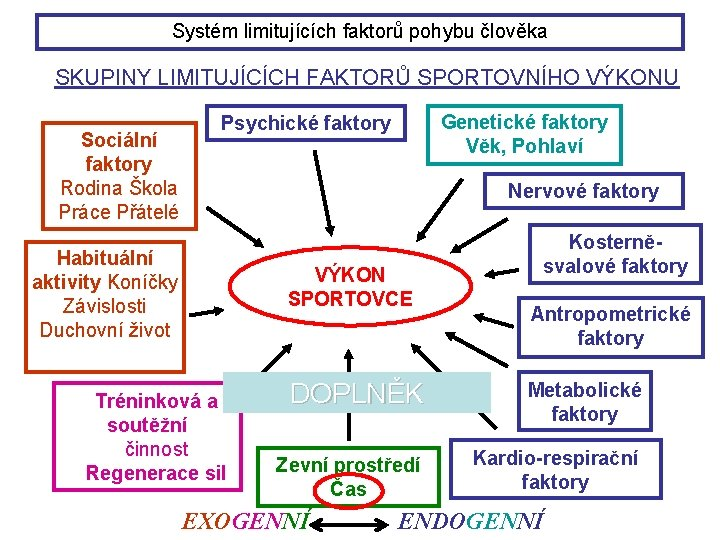 Systém limitujících faktorů pohybu člověka
SKUPINY LIMITUJÍCÍCH FAKTORŮ SPORTOVNÍHO VÝKONU
Sociální
faktory
Rodina Škola
Práce Přátelé
Psychické faktory
Genetické faktory
Věk, Pohlaví
Nervové faktory
Habituální
aktivity Koníčky
Závislosti
Duchovní život
VÝKON
SPORTOVCE
Kosterně-
svalové faktory
Antropometrické
faktory
Tréninková a
soutěžní
činnost
Regenerace sil
DOPLNĚK
Metabolické
faktory
Zevní prostředí
Čas
Kardio-respirační
faktory
EXOGENNÍ
ENDOGENNÍ